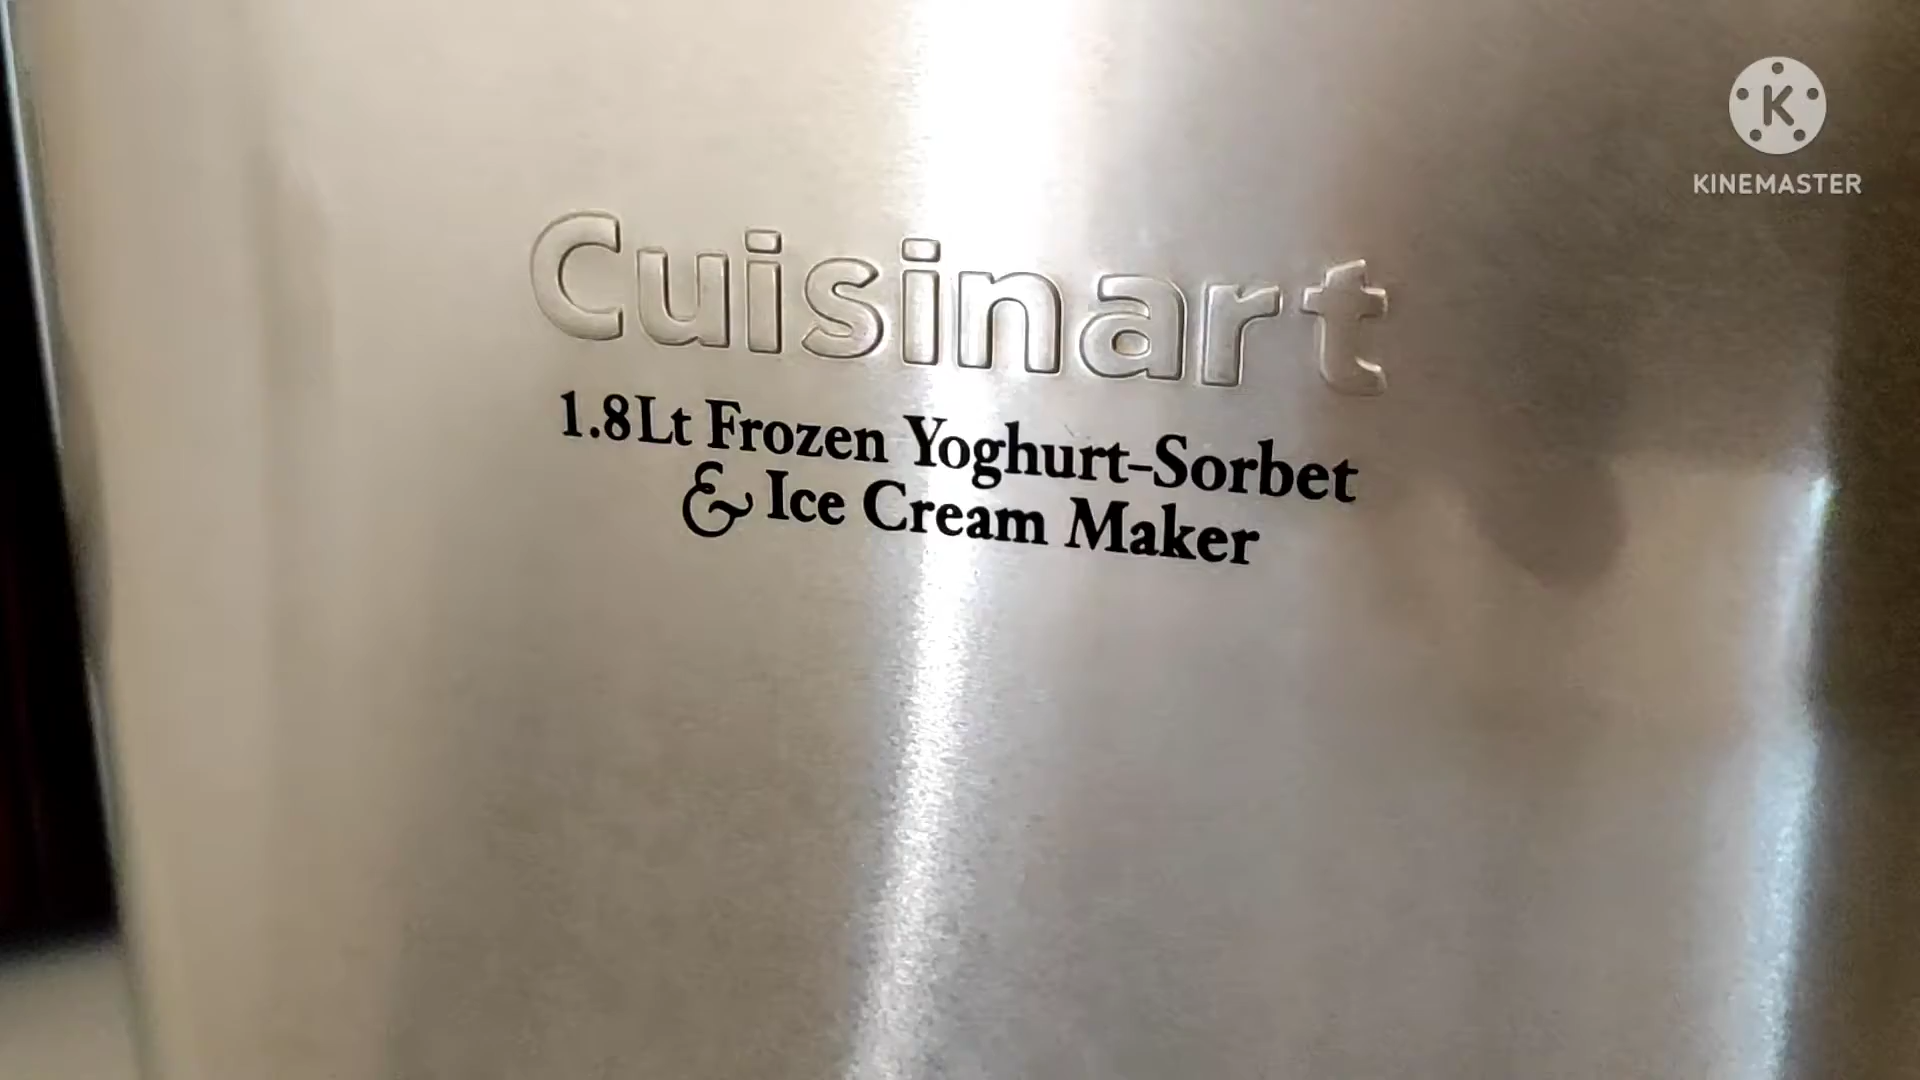 K
KINEMASTER
Cuisinart
1.8Lt Frozen Yoghurt-Sorbet
& Ice Cream Maker